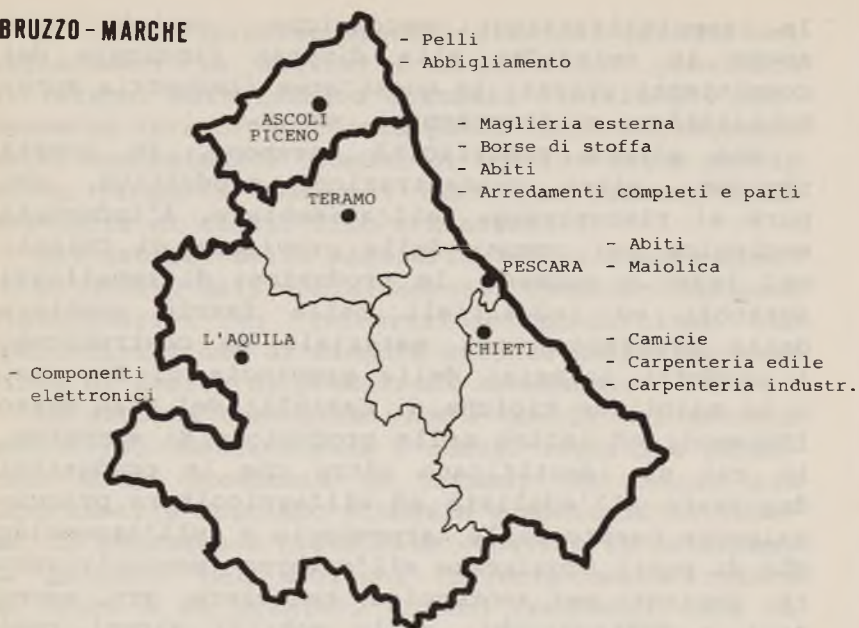 BRUZZO-MARCHE
- Pelli
- Abbigliamento
ASCOLI
PICENO
- Maglieria esterna
- Borse di stoffa
- Abiti
- Arredamenti completi e parti
TERAMO
- Abiti
PESCARA - Maiolica
L'AQUILA
CHIETI
- Camicie
- Carpenteria edile
- Carpenteria industr.
- Componenti
elettronici